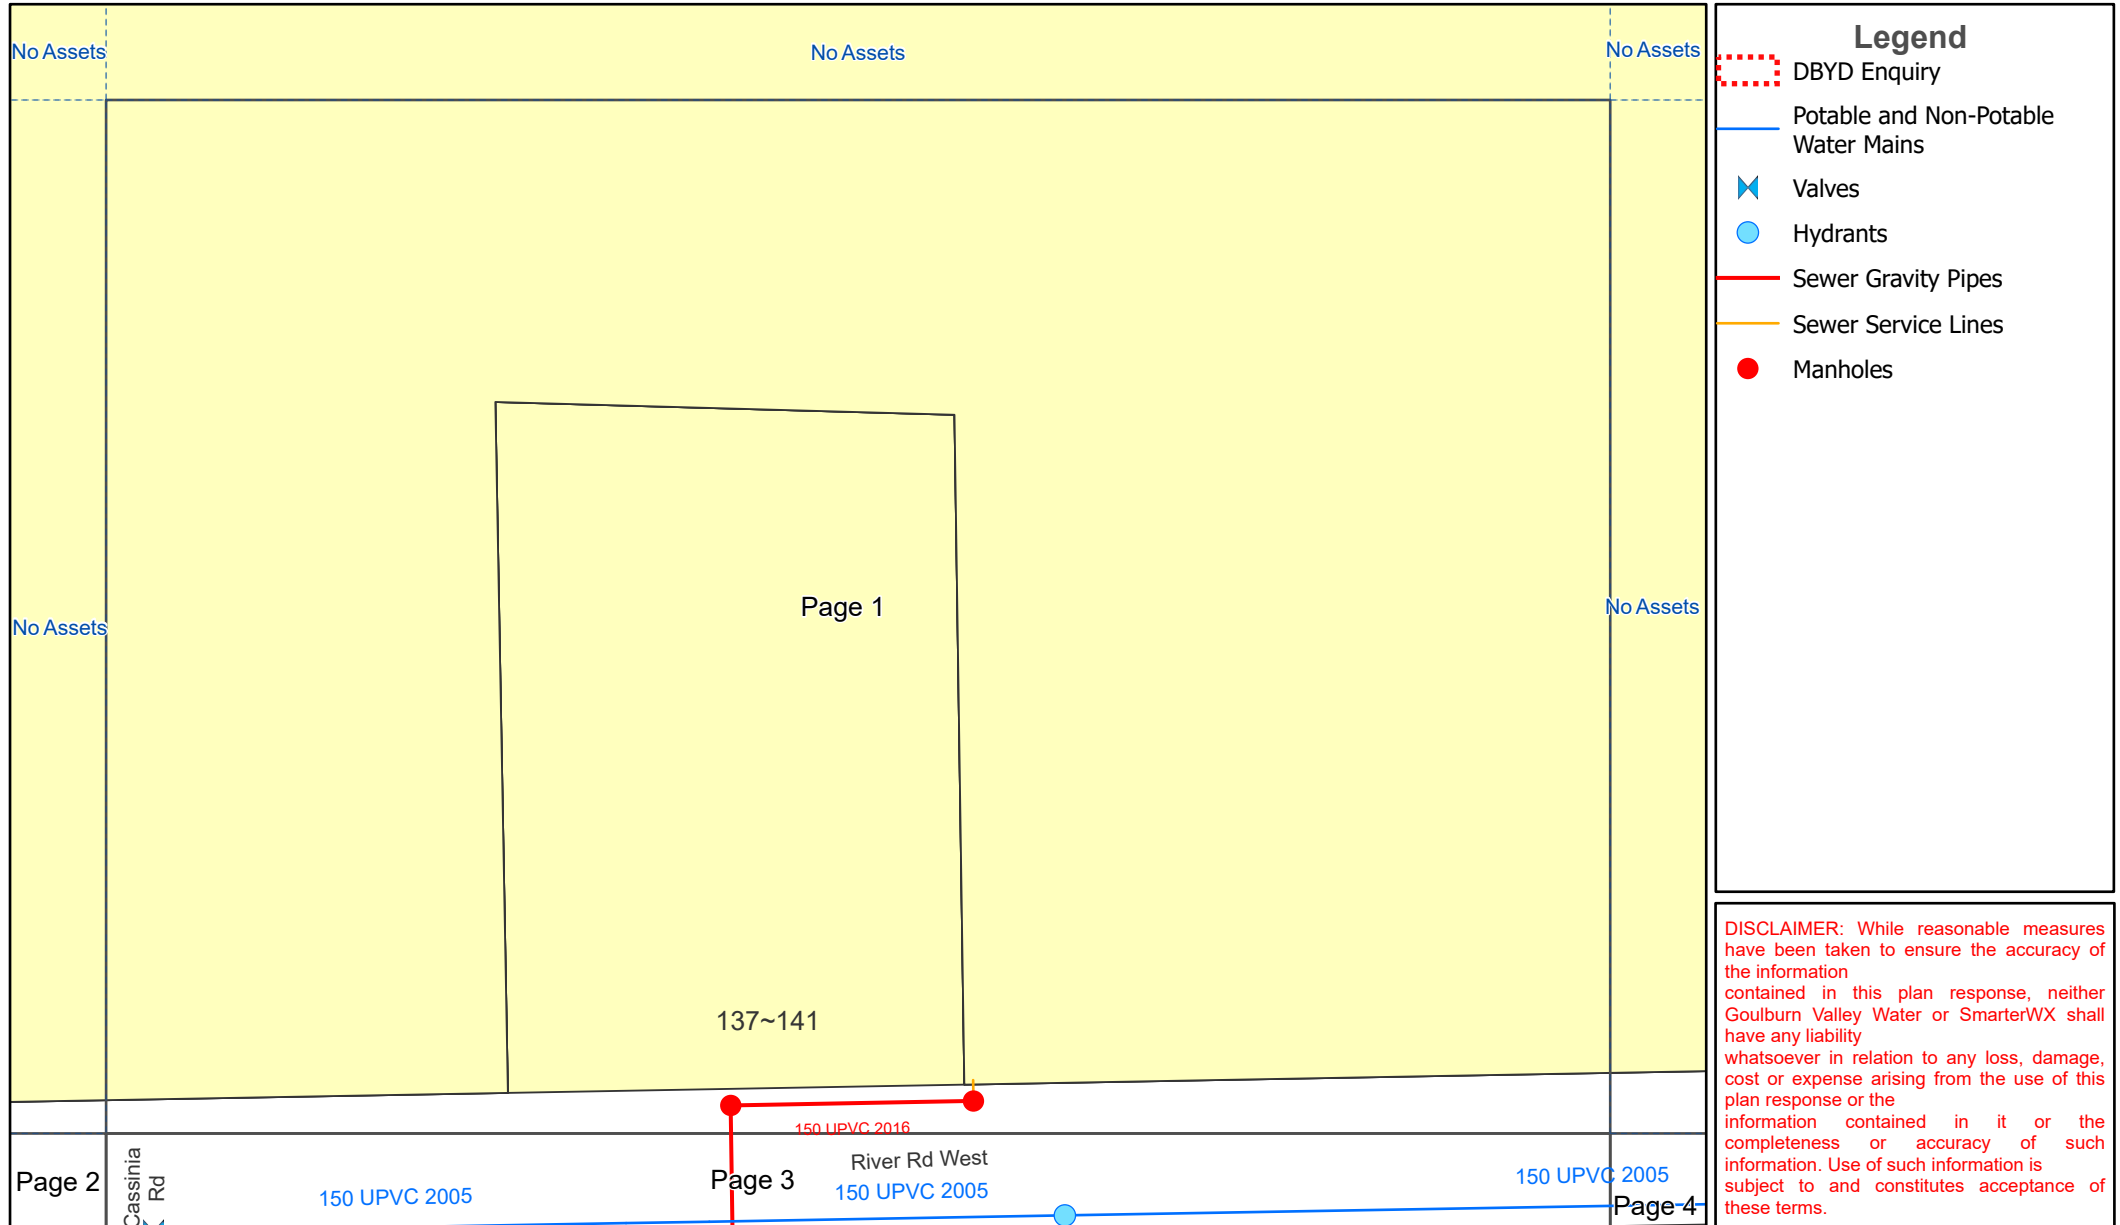 No Assets
No Assets
No Assets
No Assets
Page 1
No Assets
137~141
150 UPVC 2016
River Rd West
Page 2
Cassinia
Rd
150 UPVC 2005
Page 3
150 UPVC 2005
150 UPVC 2005
Page 4
Legend
DBYD Enquiry
Potable and Non-Potable
Water Mains
Valves
Hydrants
Sewer Gravity Pipes
Sewer Service Lines
Manholes
DISCLAIMER: While reasonable measures
have been taken to ensure the accuracy of
the information
contained in this plan response, neither
Goulburn Valley Water or SmarterWX shall
have any liability
whatsoever in relation to any loss, damage,
cost or expense arising from the use of this
plan response or the
information contained in it or the
completeness or accuracy of such
information. Use of such information is
subject to and constitutes acceptance of
these terms.